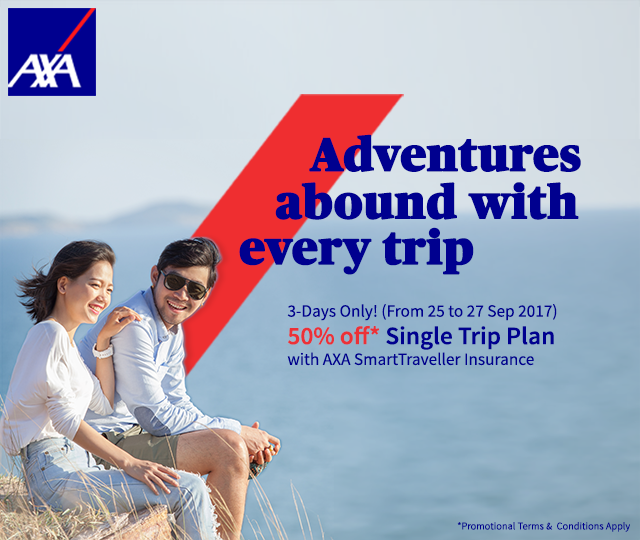 AXA
Adventures
abound with
every trip
3-Days Only! (From 25 to 27 Sep 2017)
50% off* Single Trip Plan
with AXA SmartTraveller Insurance
*Promotional Terms & Conditions Apply